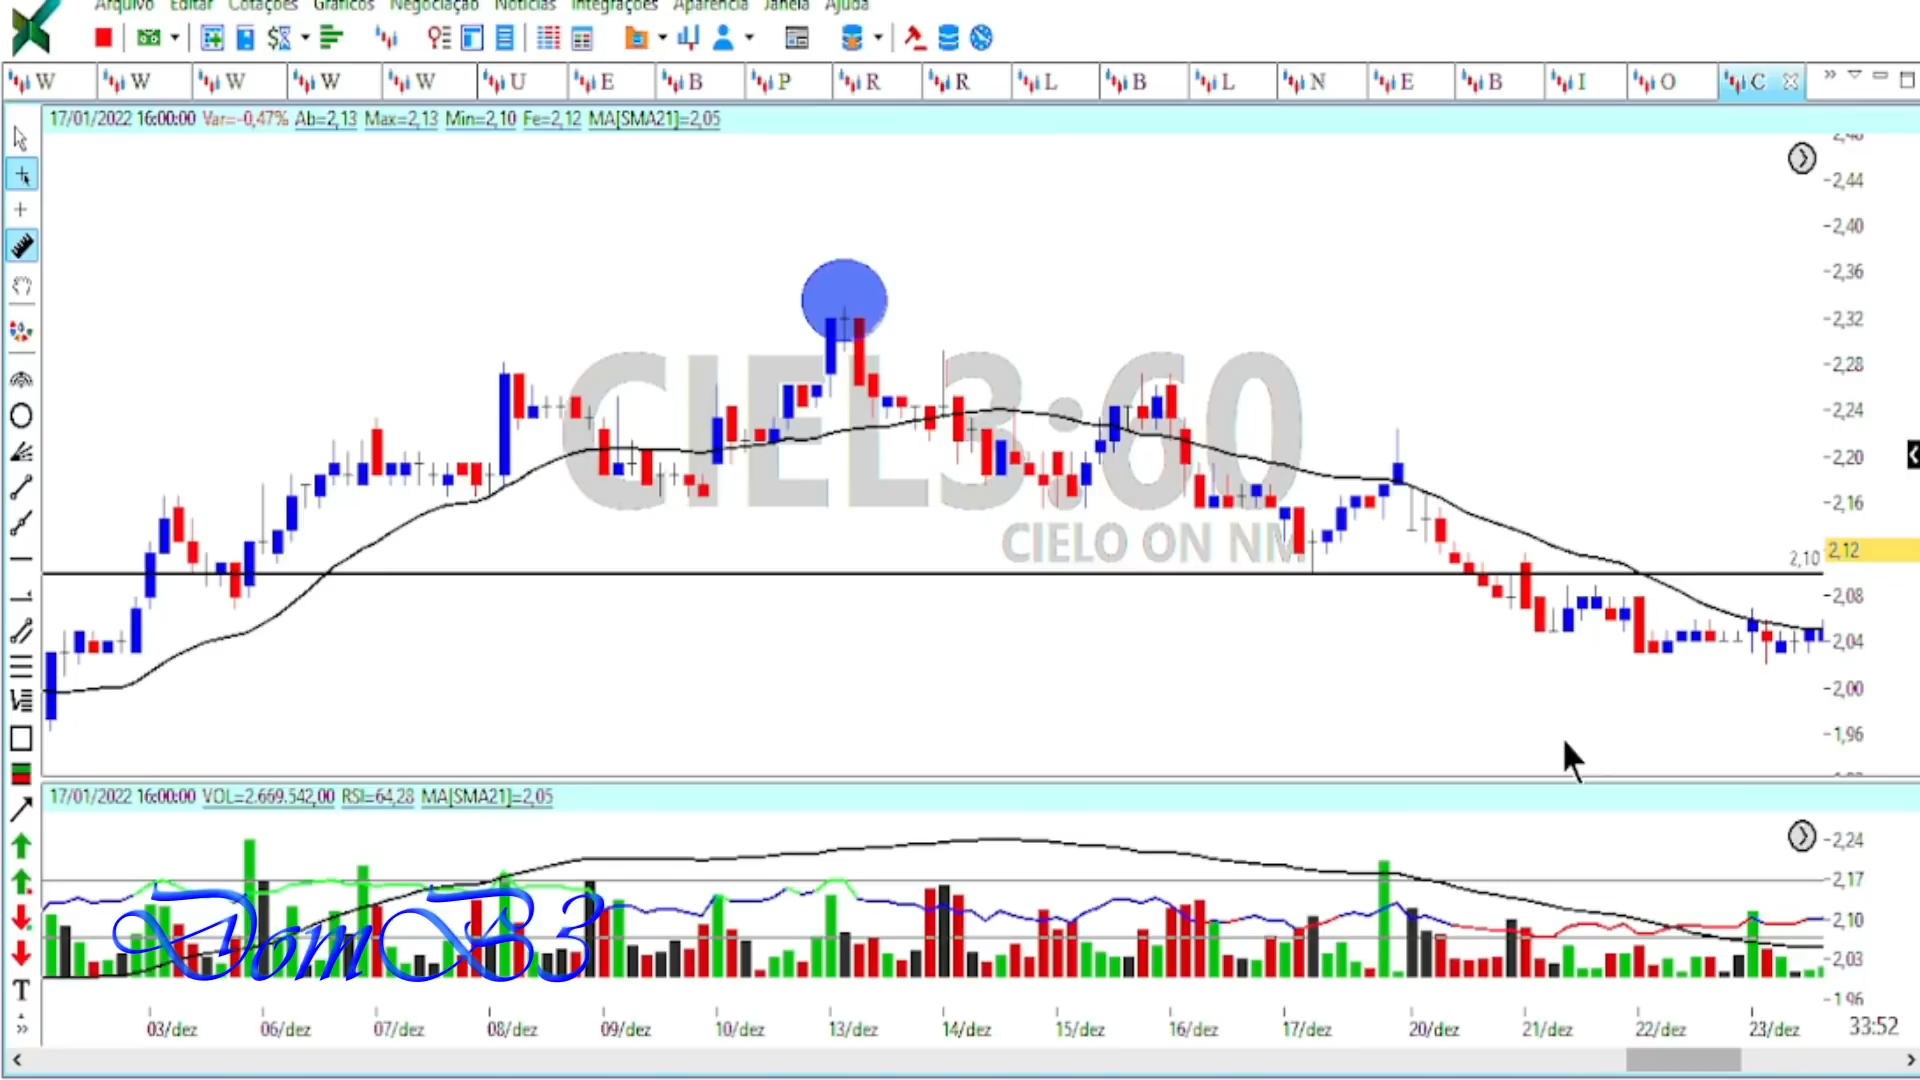 Arquivo Editar Cotações Gráficos Negociação Notícias Integrações Aparência Janela Ajuda
W W W W W U E B P R R L B L N E B I O C
17/01/2022 16:00:00 Var=-0,47% Ab=2,13 Max=2,13 Min=2,10 Fe=2,12 MA[SMA21]=2,05
2,44
2,40
2,36
2,32
2,28
2,24
2,20
2,16
2,12
2,10
2,08
2,04
2,00
1,96
CIEL3:60
CIELO ON NM
17/01/2022 16:00:00 VOL=2.669.542,00 RSI=64,28 MA[SMA21]=2,05
2,24
2,17
2,10
2,03
1,96
DomB3
T
03/dez 06/dez 07/dez 08/dez 09/dez 10/dez 13/dez 14/dez 15/dez 16/dez 17/dez 20/dez 21/dez 22/dez 23/dez 33:52